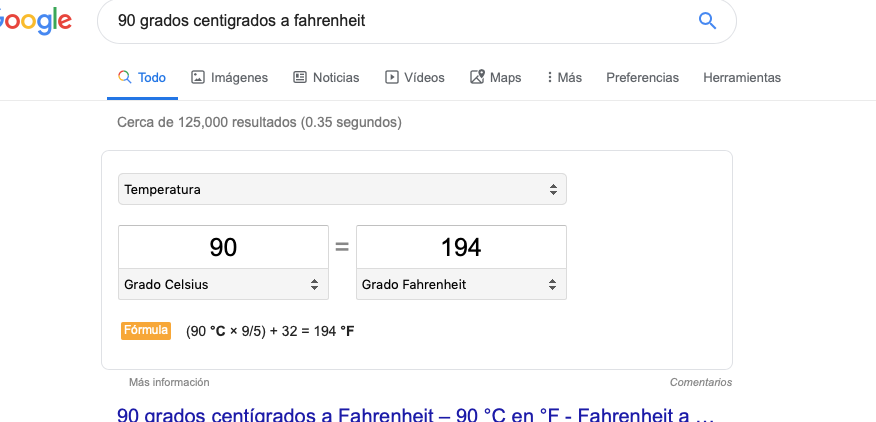 Google
90 grados centigrados a fahrenheit
Todo Imágenes Noticias Vídeos Maps Más Preferencias Herramientas
Cerca de 125,000 resultados (0.35 segundos)
Temperatura
90 = 194
Grado Celsius Grado Fahrenheit
Fórmula (90 °C × 9/5) + 32 = 194 °F
Más información Comentarios
90 grados centígrados a Fahrenheit – 90 °C en °F - Fahrenheit a ...